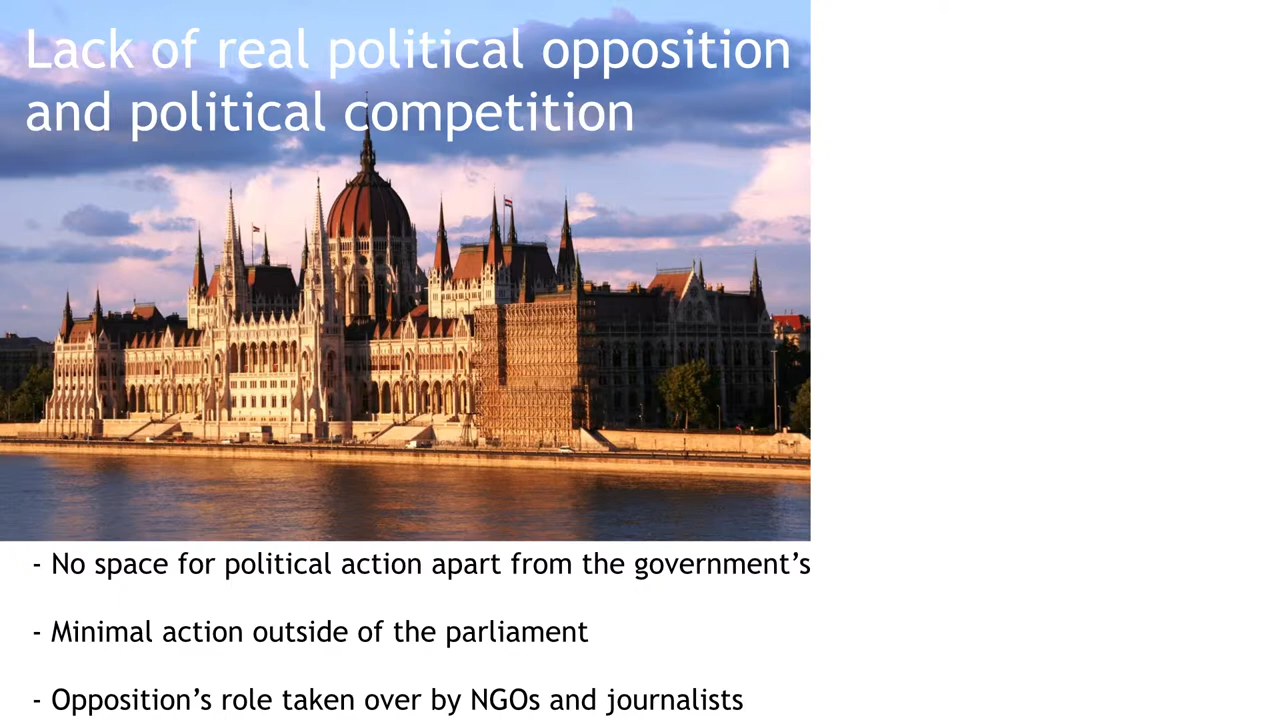 Lack of real political opposition
and political competition
- No space for political action apart from the government’s
- Minimal action outside of the parliament
- Opposition’s role taken over by NGOs and journalists